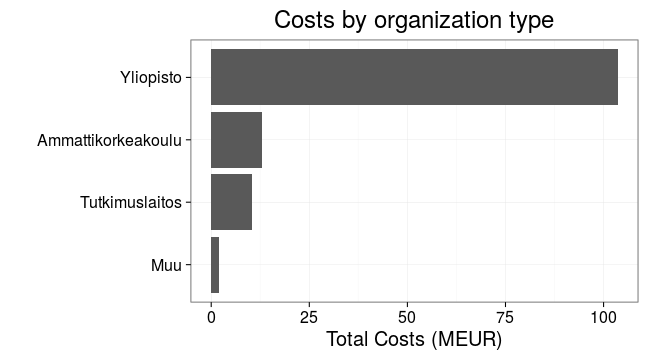 Costs by organization type
Yliopisto
Ammattikorkeakoulu
Tutkimuslaitos
Muu
0 25 50 75 100
Total Costs (MEUR)